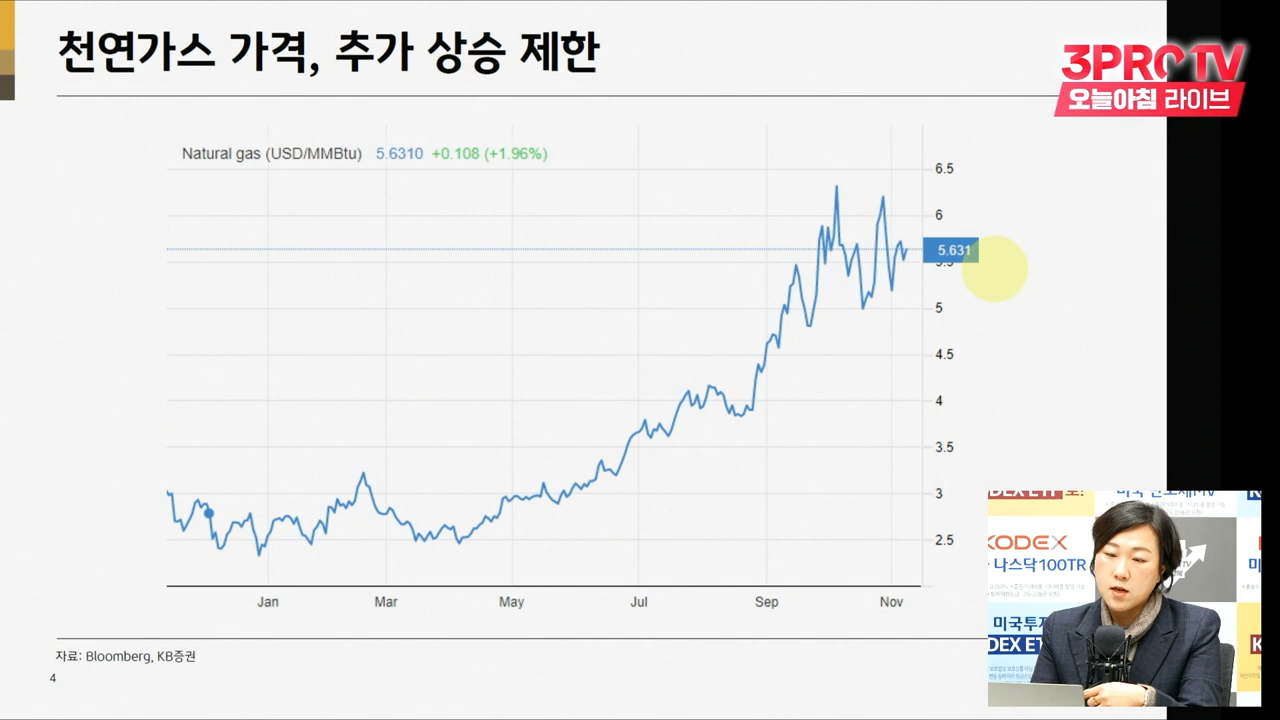 천연가스 가격, 추가 상승 제한
3PROTV
오늘아침 라이브
Natural gas (USD/MMBtu) 5.6310 +0.108 (+1.96%)
6.5
6
5.631
5.5
5
4.5
4
3.5
3
2.5
Jan Mar May Jul Sep Nov
자료: Bloomberg, KB증권
4
KODEX
나스닥100TR
미국투자
DEX ET